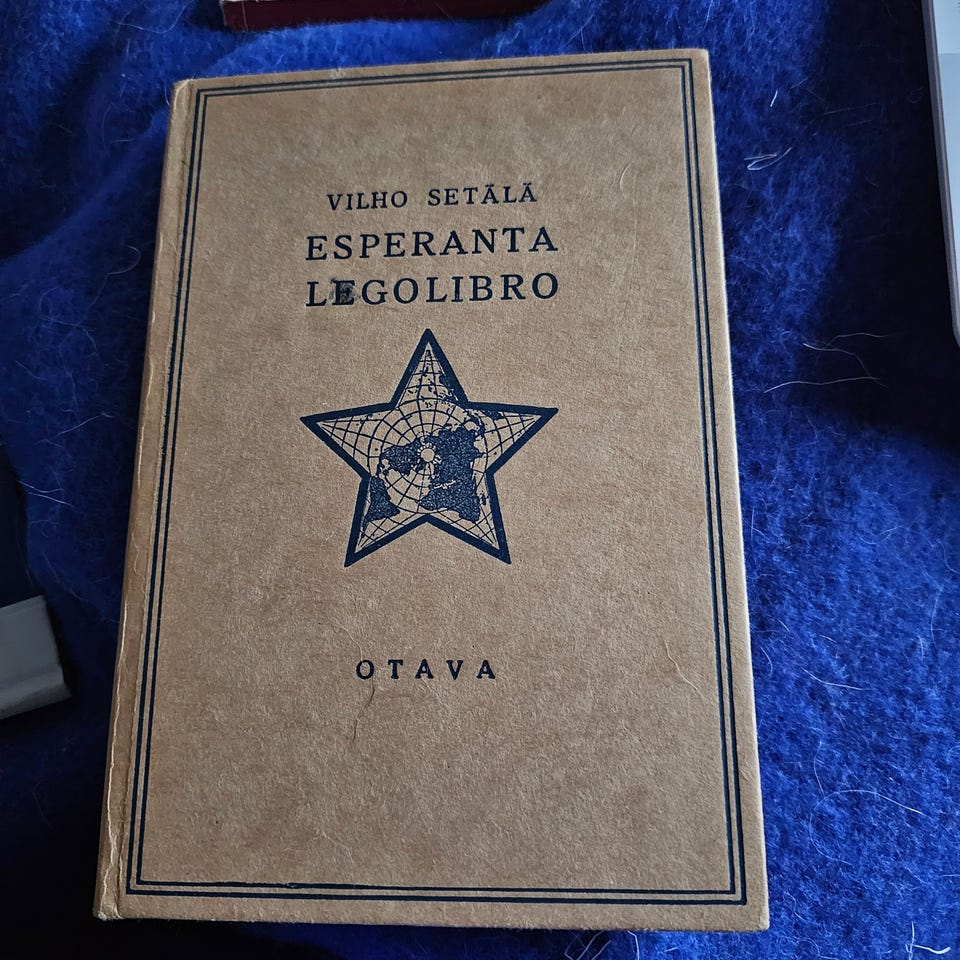 VILHO SETÄLÄ
ESPERANTA
LEGOLIBRO
OTAVA